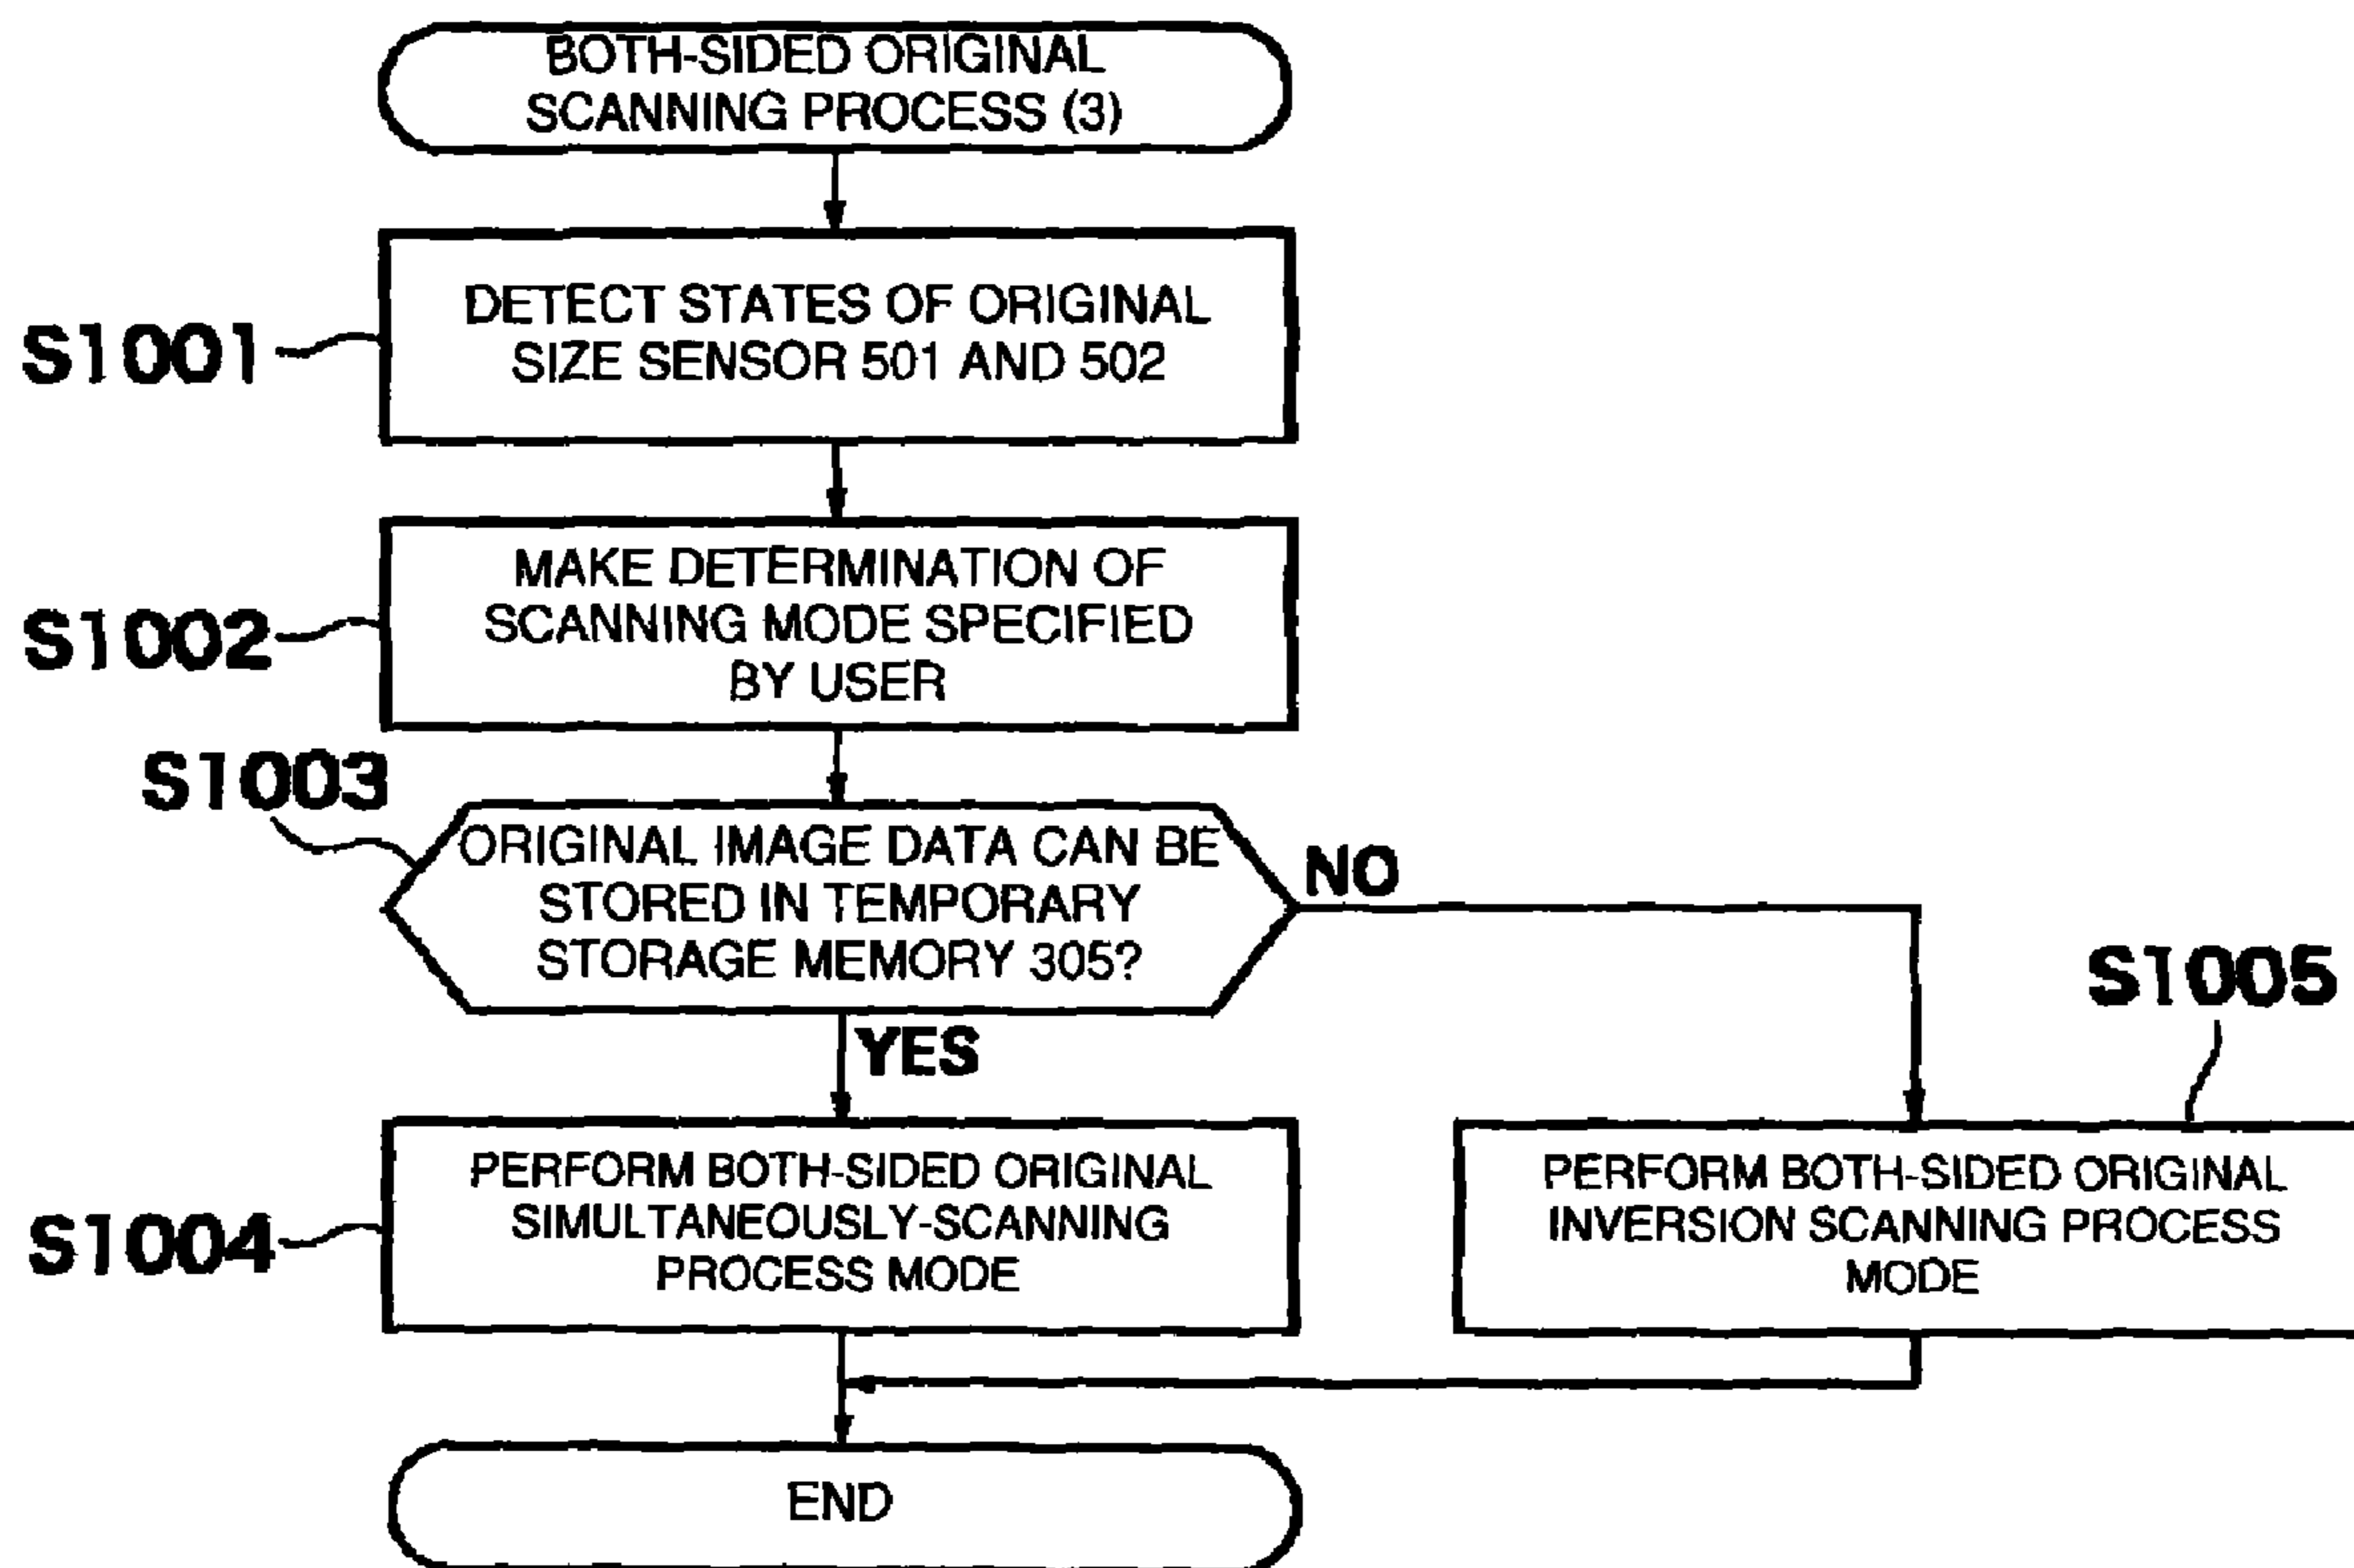 BOTH-SIDED ORIGINAL
SCANNING PROCESS (3)
S1001
DETECT STATES OF ORIGINAL
SIZE SENSOR 501 AND 502
S1002
MAKE DETERMINATION OF
SCANNING MODE SPECIFIED
BY USER
S1003
ORIGINAL IMAGE DATA CAN BE
STORED IN TEMPORARY
STORAGE MEMORY 305?
NO
YES
S1004
PERFORM BOTH-SIDED ORIGINAL
SIMULTANEOUSLY-SCANNING
PROCESS MODE
S1005
PERFORM BOTH-SIDED ORIGINAL
INVERSION SCANNING PROCESS
MODE
END